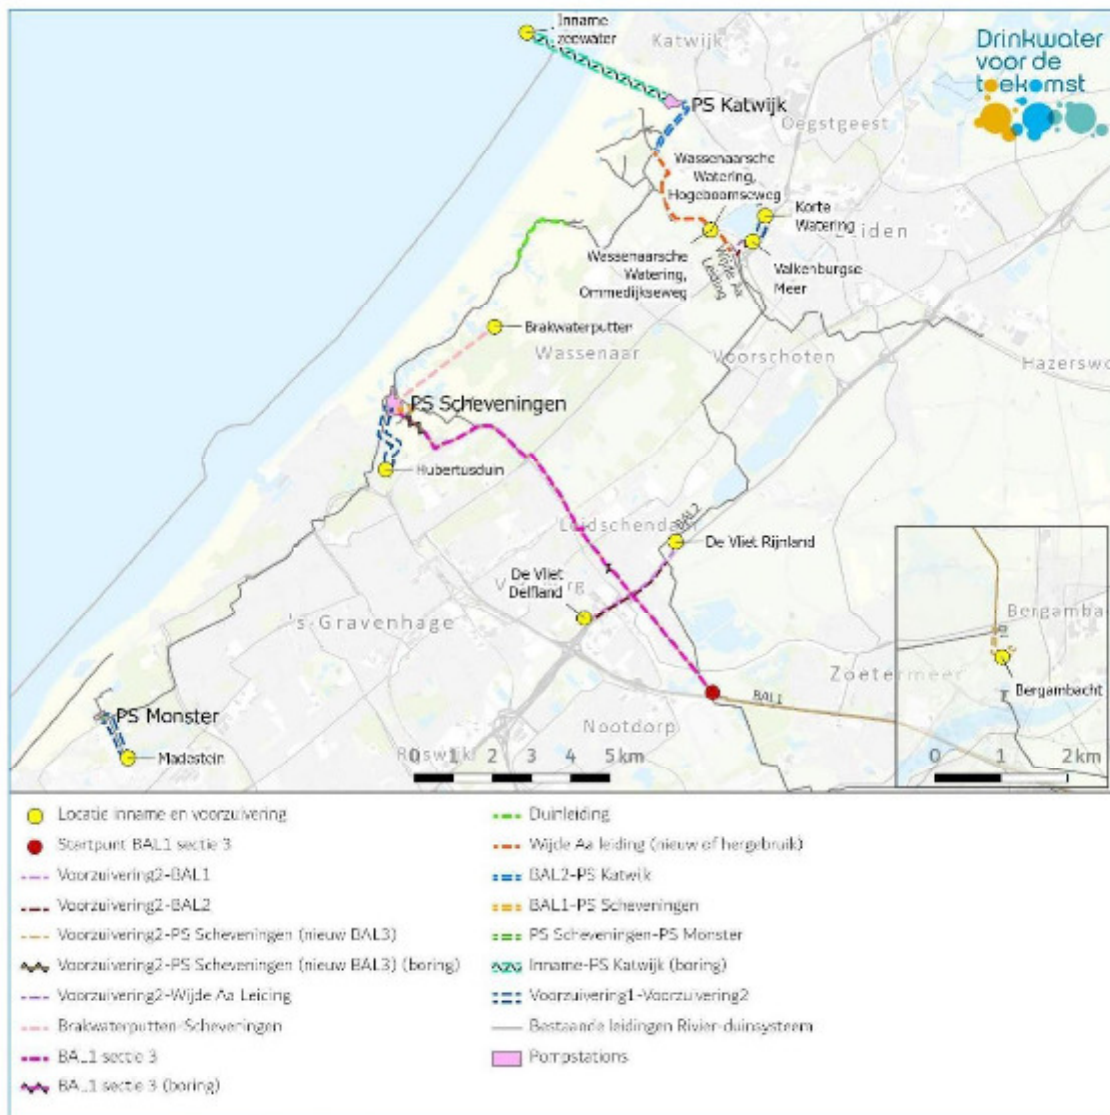 Inname
zeewater
Katwijk
Drinkwater
voor de
toekomst
PS Katwijk
Oegstgeest
Wassenaarsche
Watering,
Hogeboomseweg
Korte
Watering
Leiden
Wassenaarsche
Watering,
Ommedijkseweg
Wijde Aa
Leiding
Valkenburgse
Meer
Brakwaterputten
Wassenaar
Voorschoten
Hazerswo
PS Scheveningen
Hubertusduin
Leidschendam
BAL2
De Vliet Rijnland
De Vliet
Delfland
's-Gravenhage
Bergambac
Zoetermeer
Bergambacht
BAL1
PS Monster
Nootdorp
Madestein
Rijswijk
0 1 2 3 4 5 km
0 1 2 km
Locatie inname en voorzuivering
Startpunt BAL1 sectie 3
Voorzuivering2-BAL1
Voorzuivering2-BAL2
Voorzuivering2-PS Scheveningen (nieuw BAL3)
Voorzuivering2-PS Scheveningen (nieuw BAL3) (boring)
Voorzuivering2-Wijde Aa Leiding
Brakwaterputten-Scheveningen
BAL1 sectie 3
BAL1 sectie 3 (boring)
Duinleiding
Wijde Aa leiding (nieuw of hergebruik)
BAL2-PS Katwijk
BAL1-PS Scheveningen
PS Scheveningen-PS Monster
Inname-PS Katwijk (boring)
Voorzuivering1-Voorzuivering2
Bestaande leidingen Rivier-duinsysteem
Pompstations